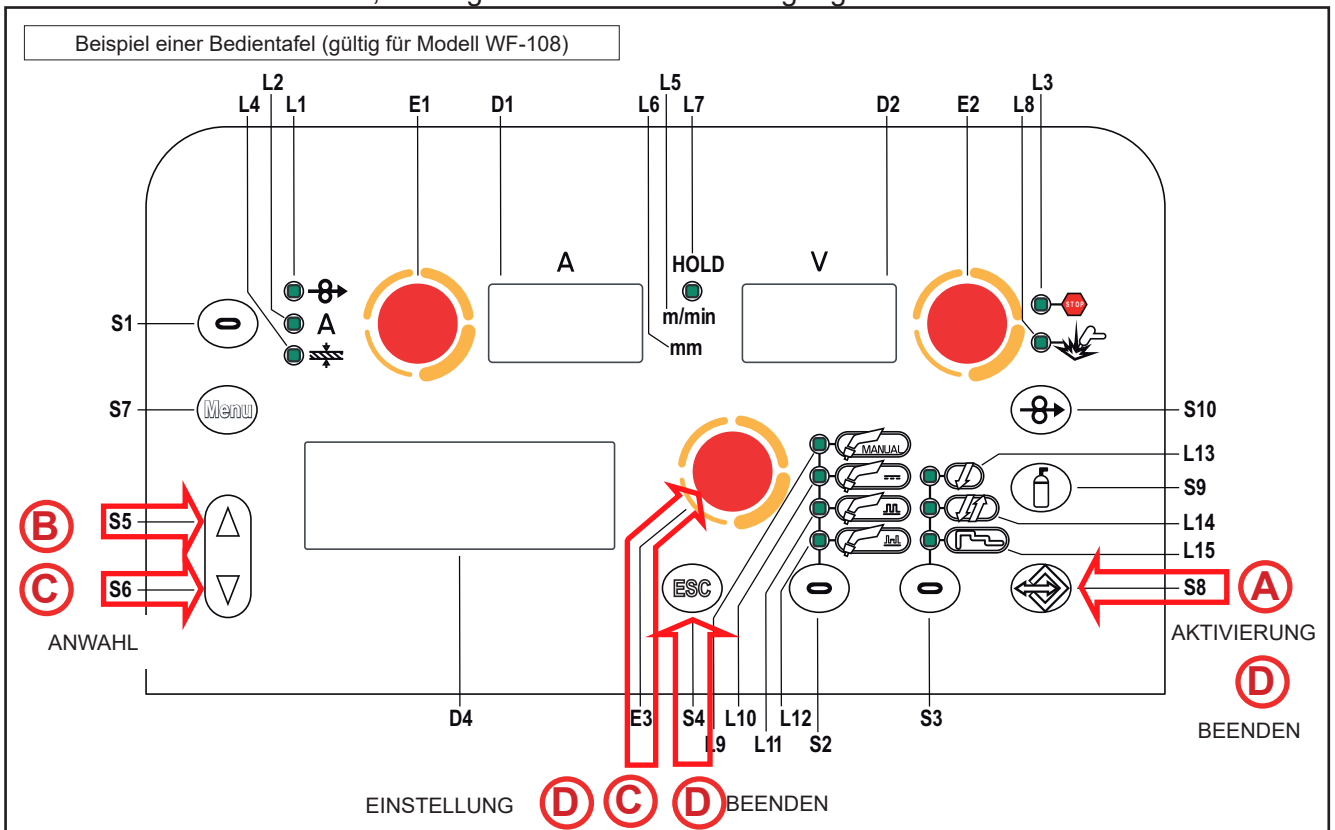 Beispiel einer Bedientafel (gültig für Modell WF-108)
L2 L5 L3
L4 L1 E1 D1 L6 L7 D2 E2 L8
A HOLD V
STOP
S1 A m/min
mm
S7 Menu S10
MANUAL L13
S9
B S5 L14
L15
C S6 ESC S8 A
ANWAHL AKTIVIERUNG
D
D4 E3 S4 L10 L12 S3
L9 L11 S2 BEENDEN
EINSTELLUNG D C D BEENDEN